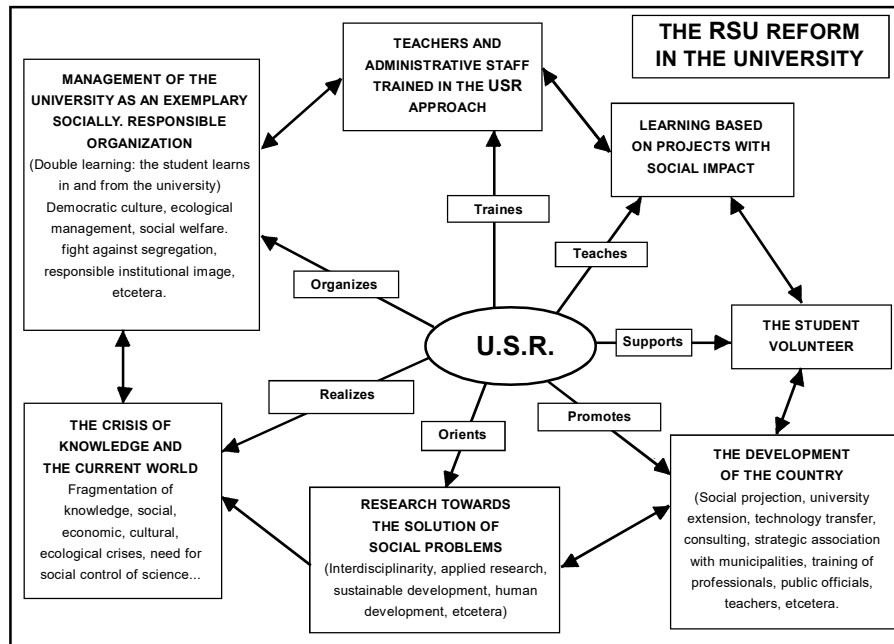 THE RSU REFORM
IN THE UNIVERSITY
TEACHERS AND
ADMINISTRATIVE STAFF
TRAINED IN THE USR
APPROACH
MANAGEMENT OF THE
UNIVERSITY AS AN EXEMPLARY
SOCIALLY. RESPONSIBLE
ORGANIZATION
(Double learning: the student learns
in and from the university)
Democratic culture, ecological
management, social welfare.
fight against segregation,
responsible institutional image,
etcetera.
LEARNING BASED
ON PROJECTS WITH
SOCIAL IMPACT
Traines
Teaches
Organizes
U.S.R.
Supports
THE STUDENT
VOLUNTEER
Realizes
Promotes
Orients
THE CRISIS OF
KNOWLEDGE AND
THE CURRENT WORLD
Fragmentation of
knowledge, social,
economic, cultural,
ecological crises, need for
social control of science...
RESEARCH TOWARDS
THE SOLUTION OF
SOCIAL PROBLEMS
(Interdisciplinarity, applied research,
sustainable development, human
development, etcetera)
THE DEVELOPMENT
OF THE COUNTRY
(Social projection, university
extension, technology transfer,
consulting, strategic association
with municipalities, training of
professionals, public officials,
teachers, etcetera.